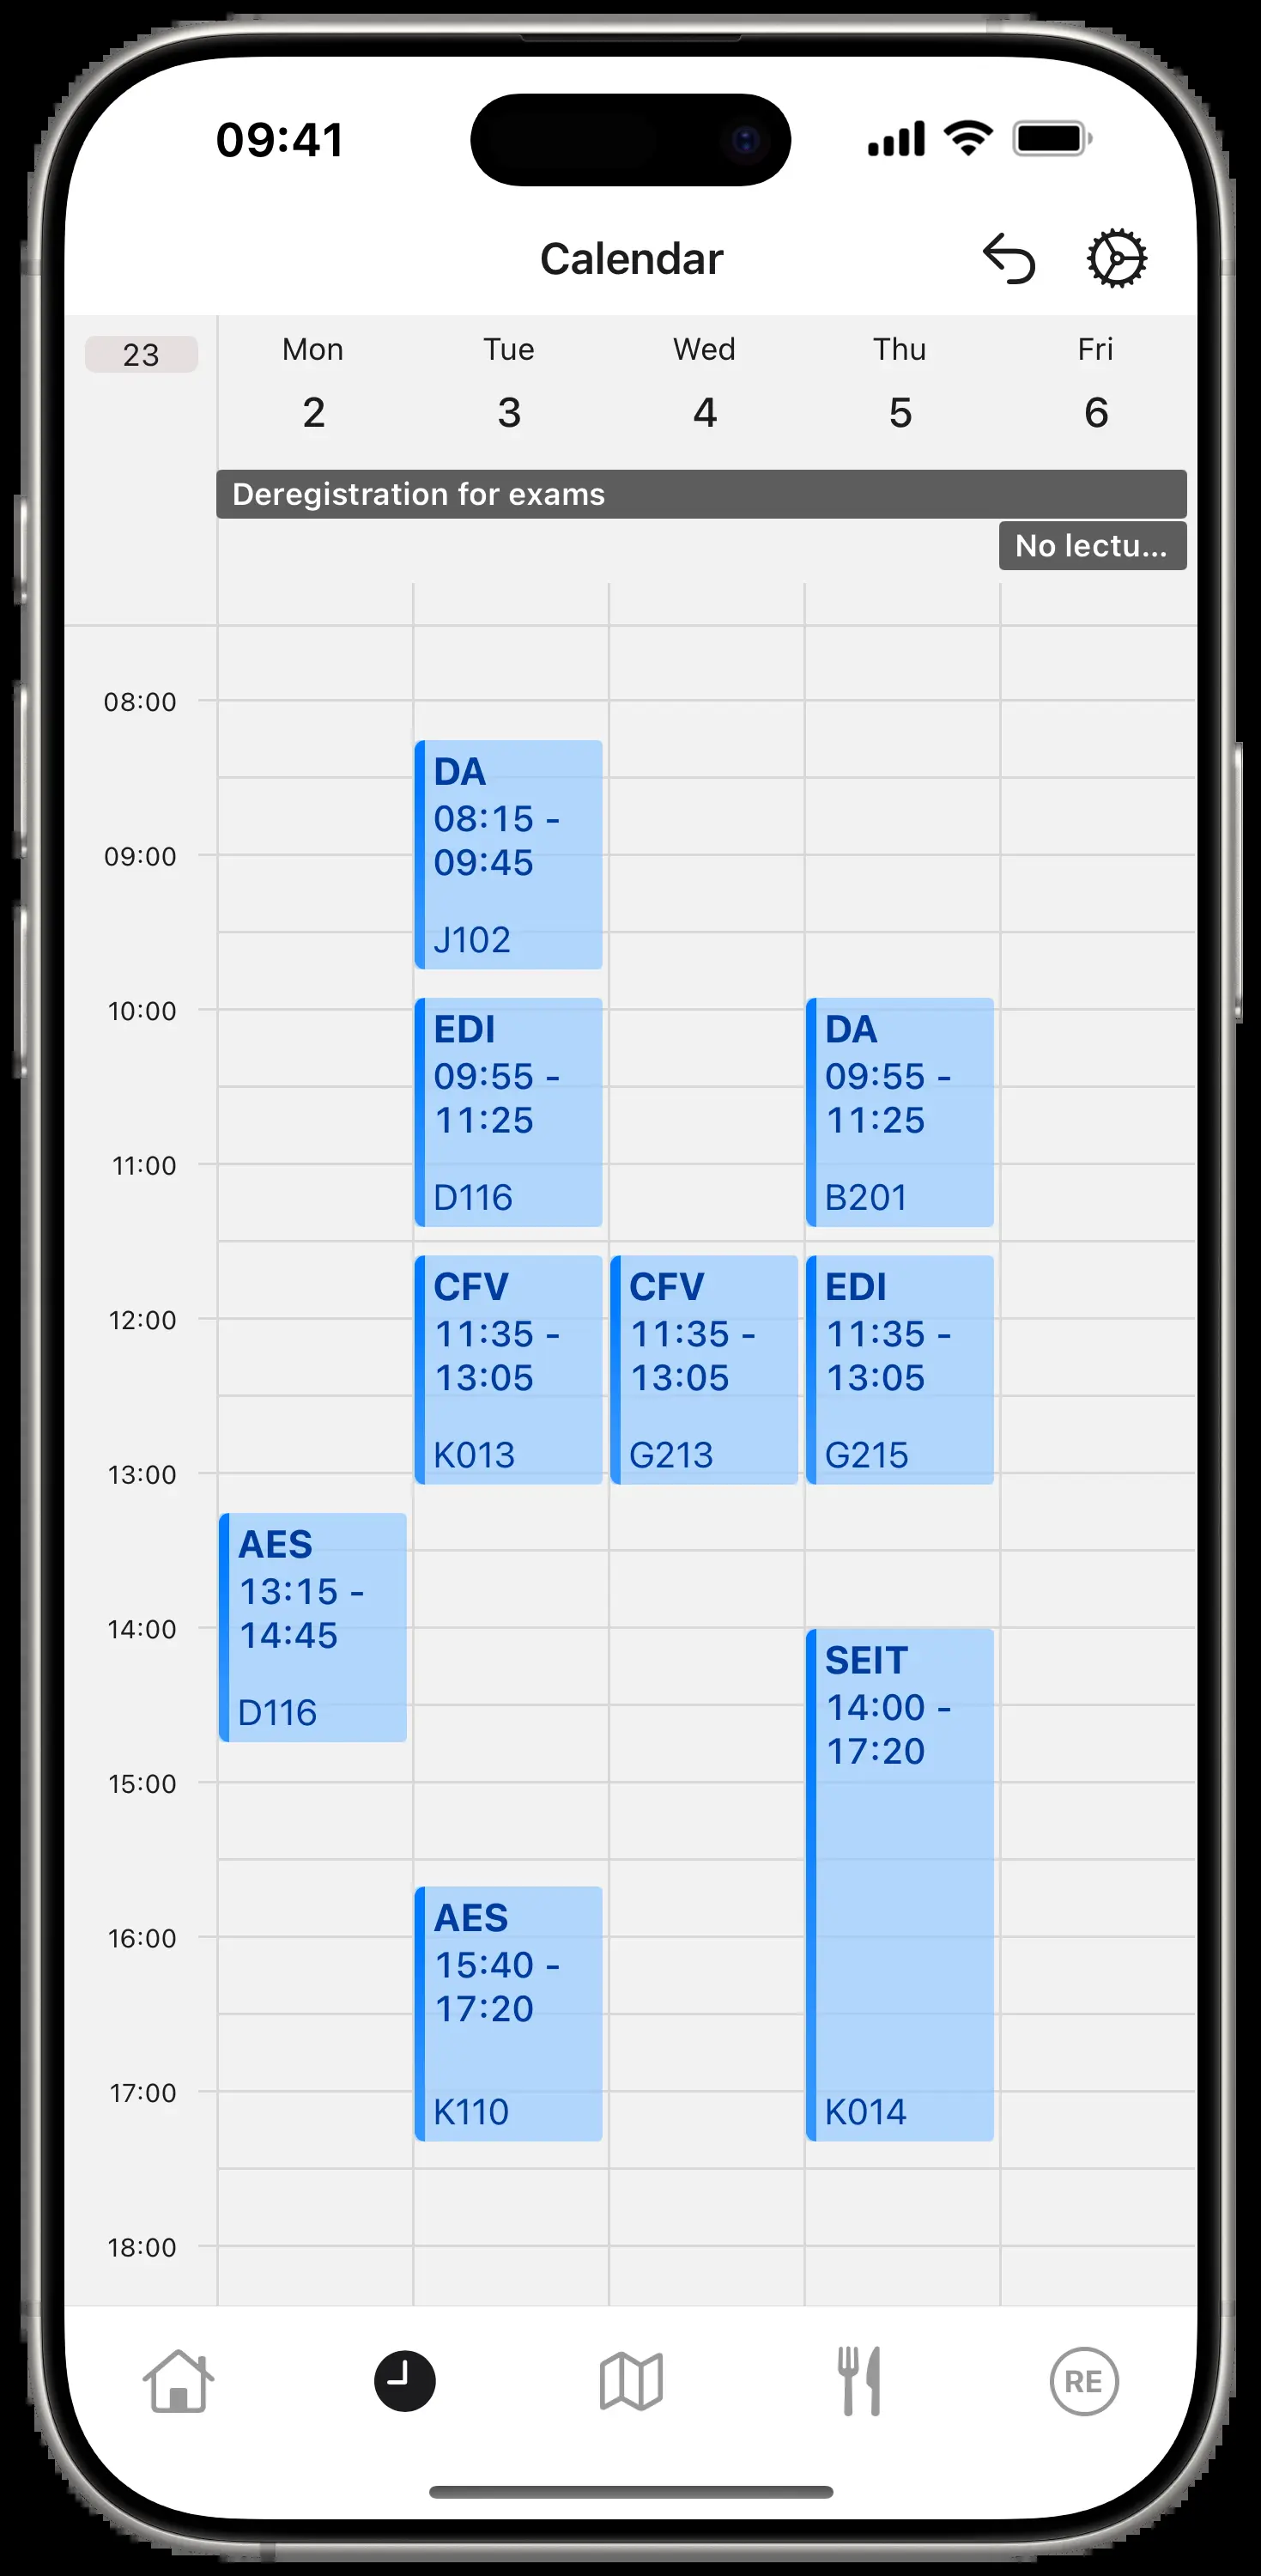 09:41
Calendar
23
Mon
Tue
Wed
Thu
Fri
2
3
4
5
6
Deregistration for exams
No lectu...
08:00
09:00
10:00
11:00
12:00
13:00
14:00
15:00
16:00
17:00
18:00
AES
13:15 -
14:45
D116
DA
08:15 -
09:45
J102
EDI
09:55 -
11:25
D116
CFV
11:35 -
13:05
K013
AES
15:40 -
17:20
K110
CFV
11:35 -
13:05
G213
DA
09:55 -
11:25
B201
EDI
11:35 -
13:05
G215
SEIT
14:00 -
17:20
K014
RE